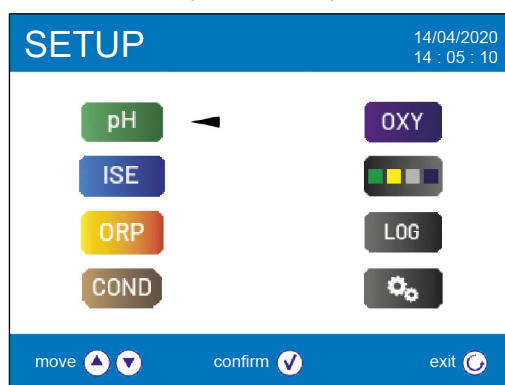 SETUP
14/04/2020
14 : 05 : 10
pH
OXY
ISE
ORP
LOG
COND
move
confirm
exit